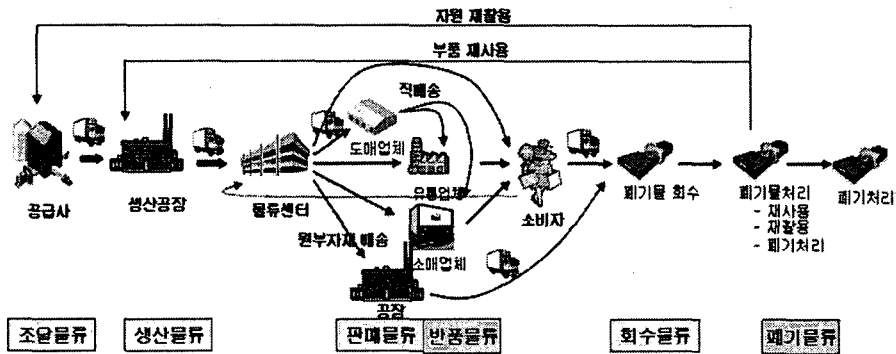 자원 재활용
부품 재사용
직배송
도매업체
유통업체
공급사
생산공장
물류센터
소비자
폐기물 회수
폐기물처리
- 재사용
- 재활용
- 폐기처리
폐기처리
원부자재 배송
소매업체
공장
조달물류
생산물류
판매물류
반품물류
회수물류
폐기물류